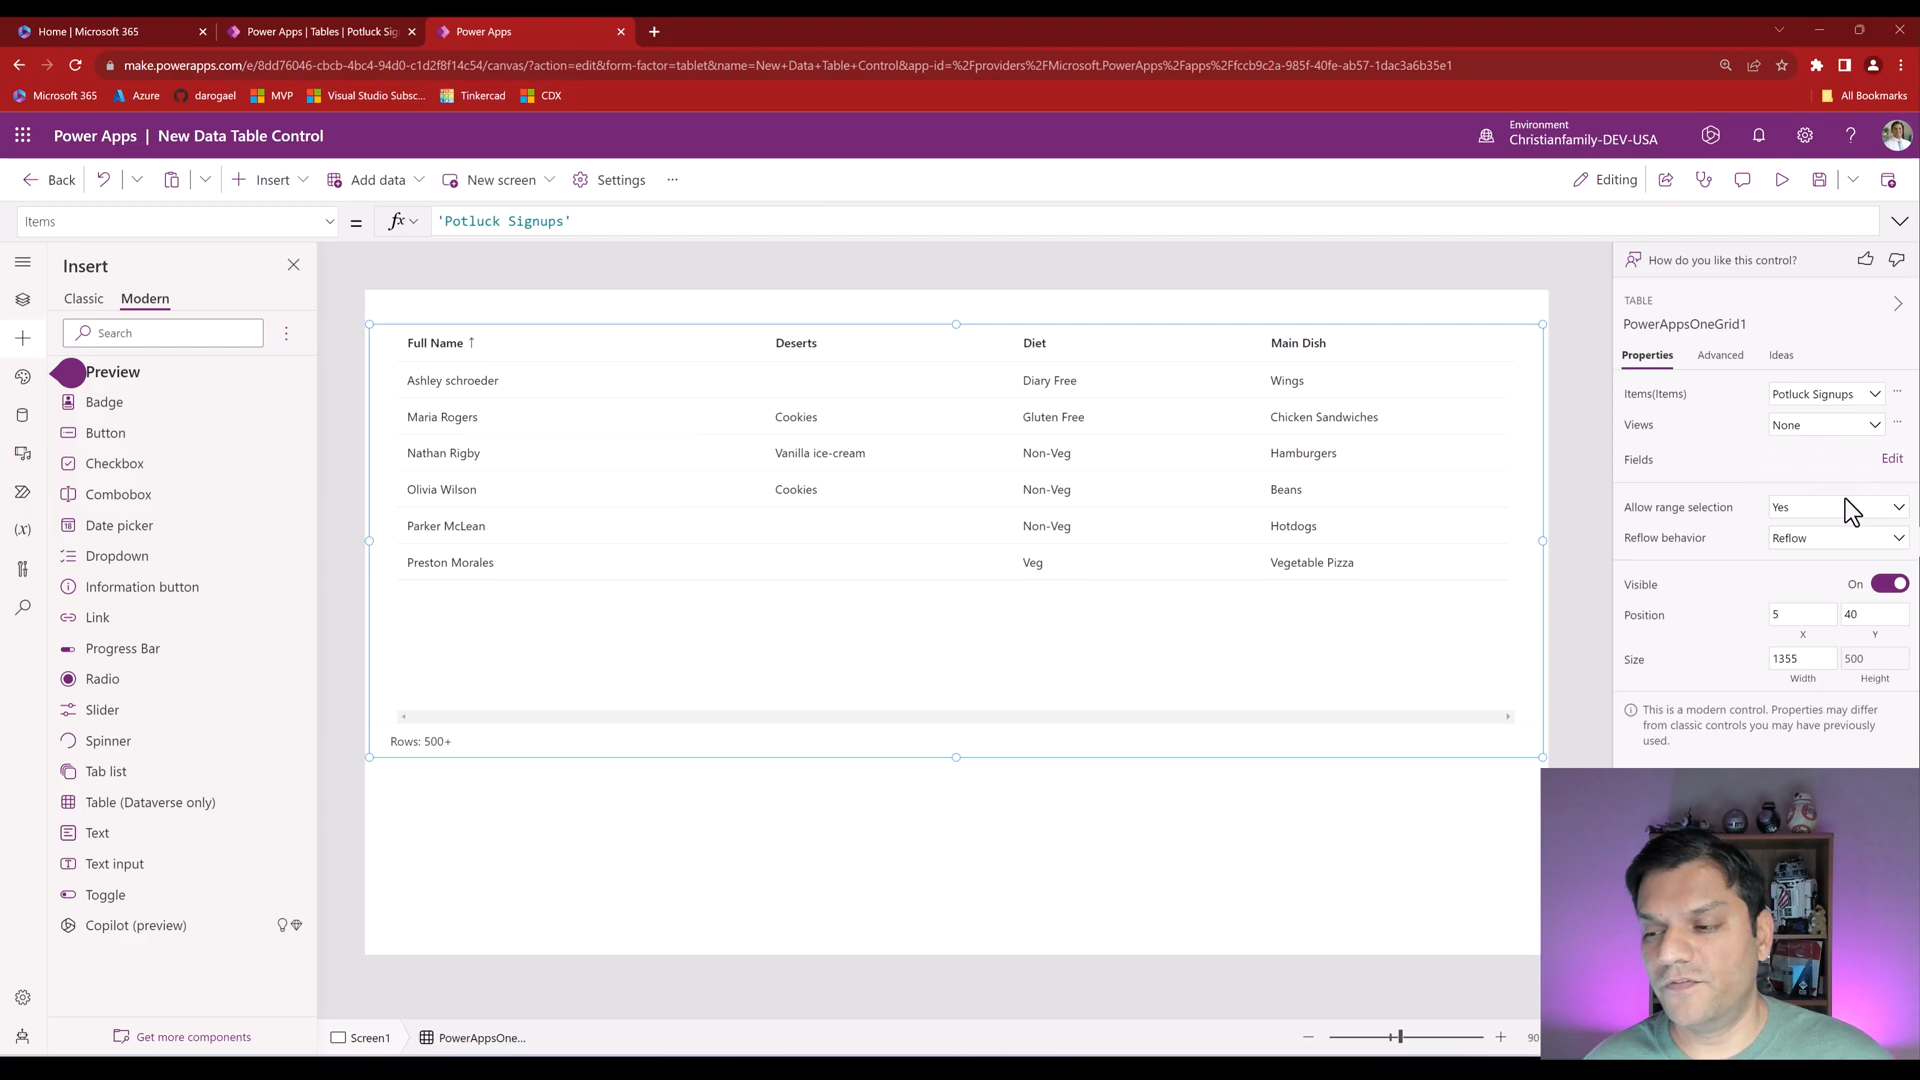 Home | Microsoft 365
Power Apps | Tables | Potluck Sig
Power Apps
make.powerapps.com/e/8dd76046-cbcb-4bc4-94d0-c1d2f8f14c54/canvas/?action=edit&form-factor=tablet&name=New+Data+Table+Control&app-id=%2Fproviders%2FMicrosoft.PowerApps%2Fapps%2Ffccb9c2a-985f-40fe-ab57-1dac3a6b35e1
Microsoft 365
Azure
darogael
MVP
Visual Studio Subsc...
Tinkercad
CDX
All Bookmarks
Power Apps | New Data Table Control
Environment
Christianfamily-DEV-USA
Back
Insert
Add data
New screen
Settings
Editing
Items
= fx
'Potluck Signups'
Insert
Classic
Modern
Search
Preview
Badge
Button
Checkbox
Combobox
Date picker
Dropdown
Information button
Link
Progress Bar
Radio
Slider
Spinner
Tab list
Table (Dataverse only)
Text
Text input
Toggle
Copilot (preview)
Get more components
Full Name ↑ Deserts Diet Main Dish
Ashley schroeder Diary Free Wings
Maria Rogers Cookies Gluten Free Chicken Sandwiches
Nathan Rigby Vanilla ice-cream Non-Veg Hamburgers
Olivia Wilson Cookies Non-Veg Beans
Parker McLean Non-Veg Hotdogs
Preston Morales Veg Vegetable Pizza
Rows: 500+
Screen1
PowerAppsOne...
90
How do you like this control?
TABLE
PowerAppsOneGrid1
Properties
Advanced
Ideas
Items(Items) Potluck Signups
Views None
Fields Edit
Allow range selection Yes
Reflow behavior Reflow
Visible On
Position 5 40
X Y
Size 1355 500
Width Height
This is a modern control. Properties may differ
from classic controls you may have previously
used.